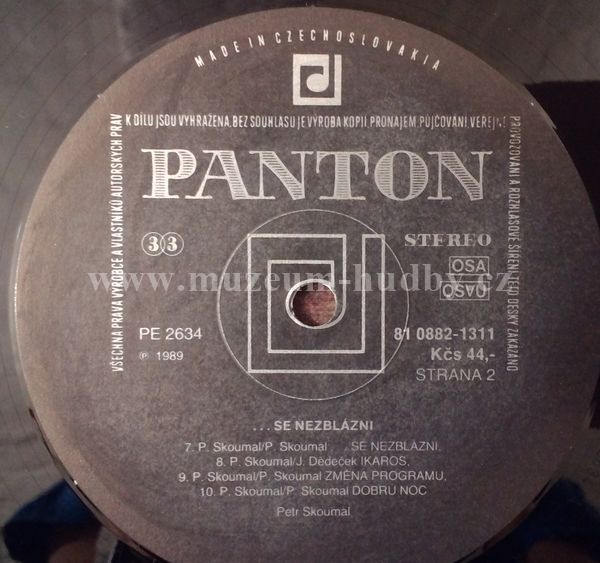 MADE IN CZECHOSLOVAKIA
VŠECHNA PRÁVA VÝROBCE A VLASTNÍKŮ AUTORSKÝCH PRÁV
K DÍLU JSOU VYHRAŽENA. BEZ SOUHLASU JE VÝROBA KOPIÍ, PRONÁJEM, PŮJČOVÁNÍ, VEŘEJNÉ
PROVOZOVÁNÍ A ROZHLASOVÉ ŠÍŘENÍ TÉTO DESKY ZAKÁZÁNO
PANTON
33
STEREO
OSA
OSA
www.muzeum-hudby.cz
PE 2634
81 0882-1311
Ⓟ 1989
Kčs 44,-
STRANA 2
...SE NEZBLÁZNI
7. P. Skoumal/P. Skoumal ...SE NEZBLÁZNI,
8. P. Skoumal/J. Dědeček IKAROS,
9. P. Skoumal/P. Skoumal ZMĚNA PROGRAMU,
10. P. Skoumal/P. Skoumal DOBROU NOC
Petr Skoumal